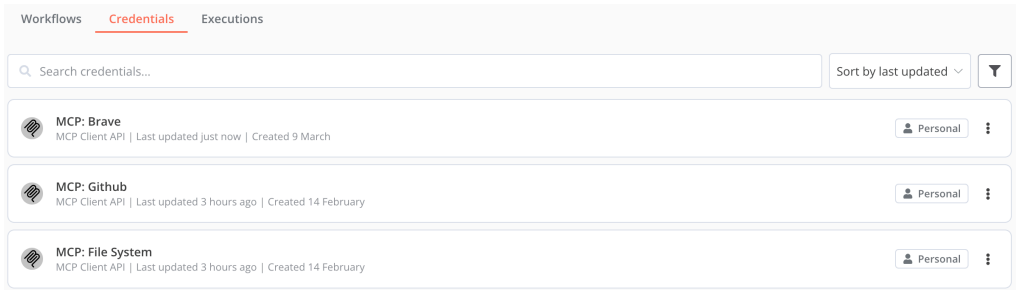 Workflows Credentials Executions
Search credentials...
Sort by last updated
MCP: Brave
MCP Client API | Last updated just now | Created 9 March
Personal
MCP: Github
MCP Client API | Last updated 3 hours ago | Created 14 February
Personal
MCP: File System
MCP Client API | Last updated 3 hours ago | Created 14 February
Personal